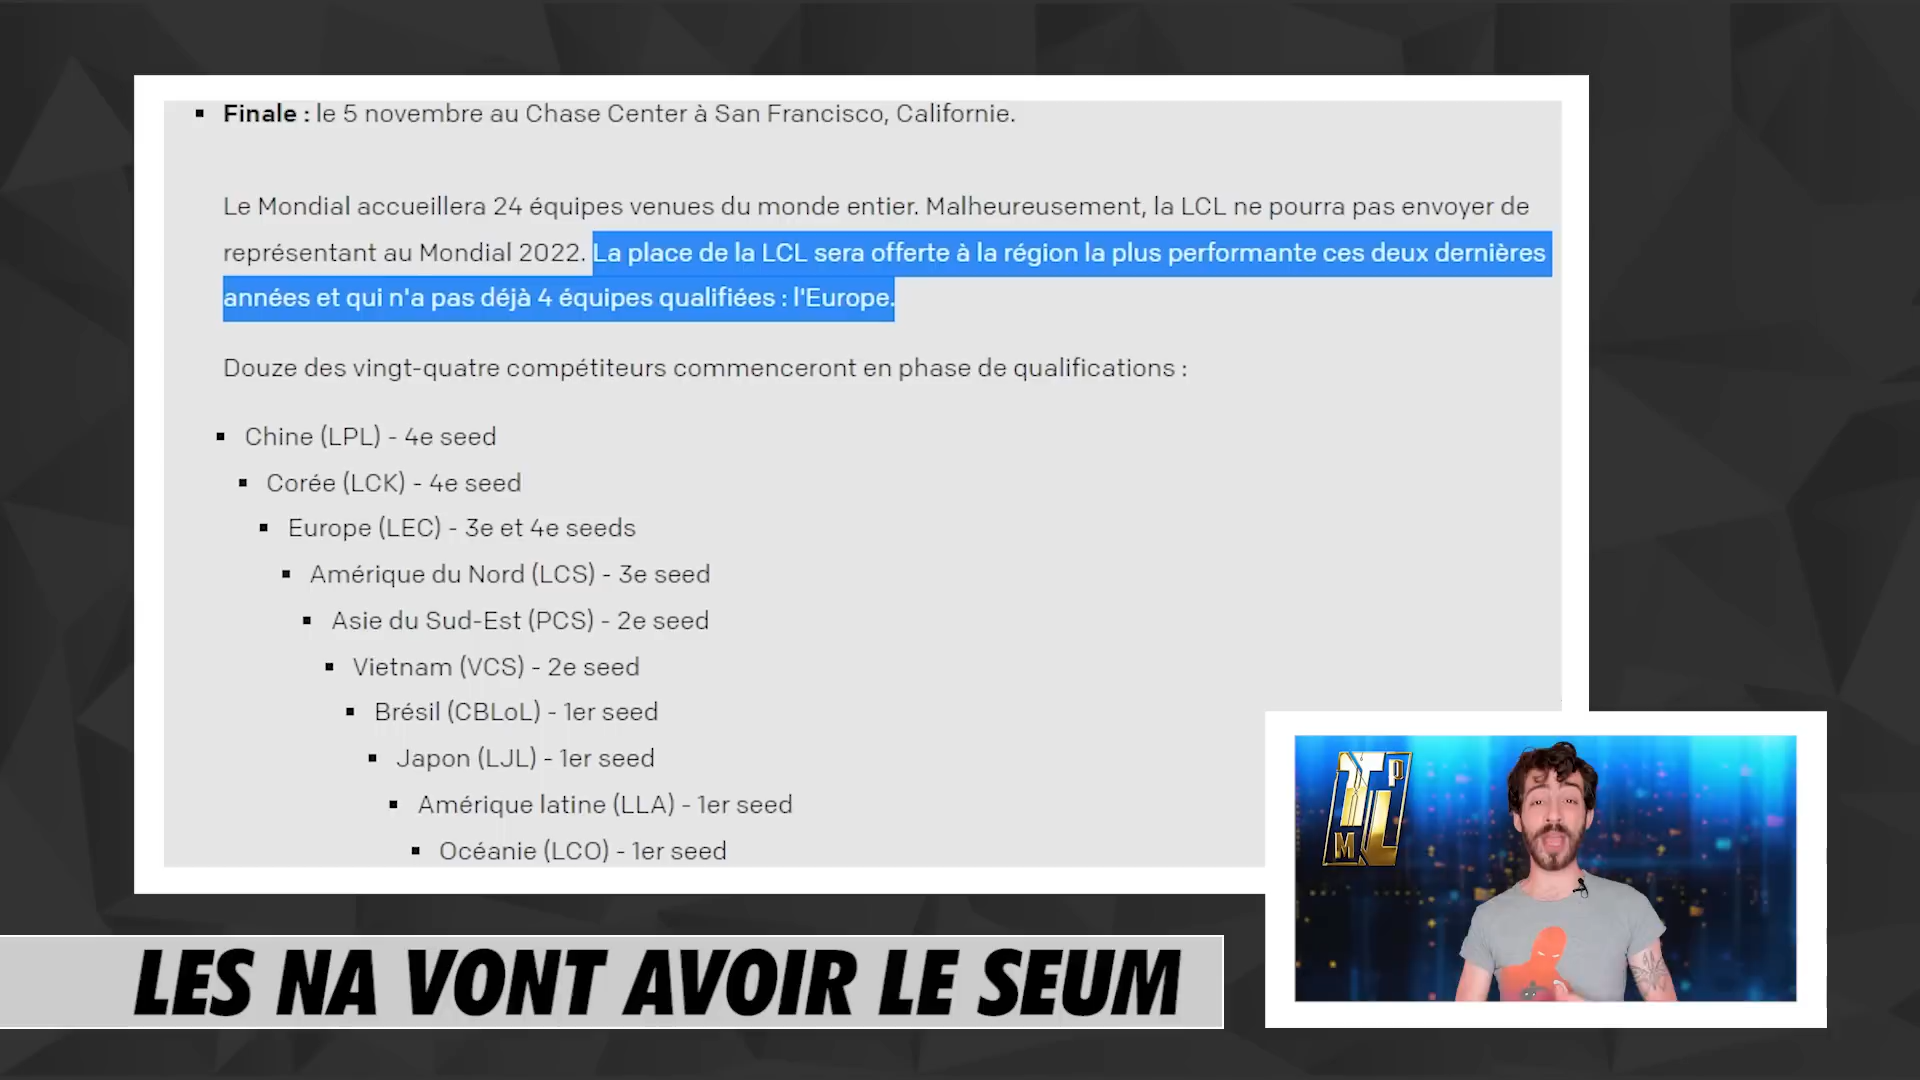 Finale : le 5 novembre au Chase Center à San Francisco, Californie.
Le Mondial accueillera 24 équipes venues du monde entier. Malheureusement, la LCL ne pourra pas envoyer de
représentant au Mondial 2022. La place de la LCL sera offerte à la région la plus performante ces deux dernières
années et qui n'a pas déjà 4 équipes qualifiées : l'Europe.
Douze des vingt-quatre compétiteurs commenceront en phase de qualifications :
Chine (LPL) - 4e seed
Corée (LCK) - 4e seed
Europe (LEC) - 3e et 4e seeds
Amérique du Nord (LCS) - 3e seed
Asie du Sud-Est (PCS) - 2e seed
Vietnam (VCS) - 2e seed
Brésil (CBLoL) - 1er seed
Japon (LJL) - 1er seed
Amérique latine (LLA) - 1er seed
Océanie (LCO) - 1er seed
T P
M L
LES NA VONT AVOIR LE SEUM